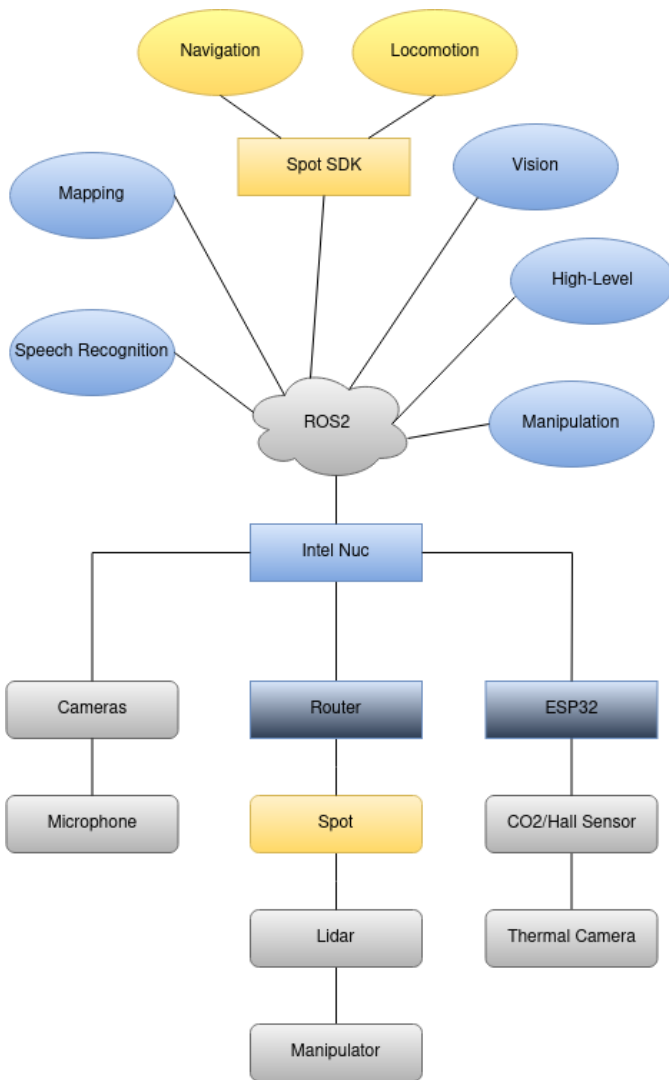 Navigation
Locomotion
Spot SDK
Vision
Mapping
High-Level
Speech Recognition
ROS2
Manipulation
Intel Nuc
Cameras
Router
ESP32
Microphone
Spot
CO2/Hall Sensor
Lidar
Thermal Camera
Manipulator